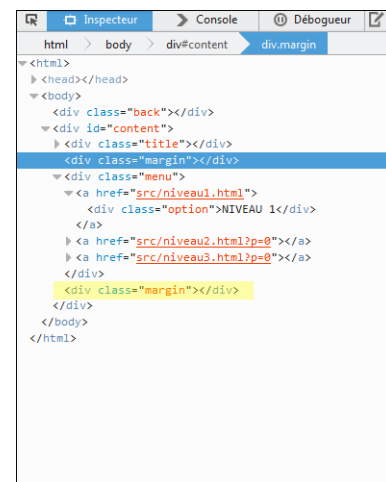 Inspecteur Console Débogueur
html body div#content div.margin
<html>
<head></head>
<body>
<div class="back"></div>
<div id="content">
<div class="title"></div>
<div class="margin"></div>
<div class="menu">
<a href="src/niveau1.html">
<div class="option">NIVEAU 1</div>
</a>
<a href="src/niveau2.html?p=0"></a>
<a href="src/niveau3.html?p=0"></a>
</div>
<div class="margin"></div>
</div>
</body>
</html>